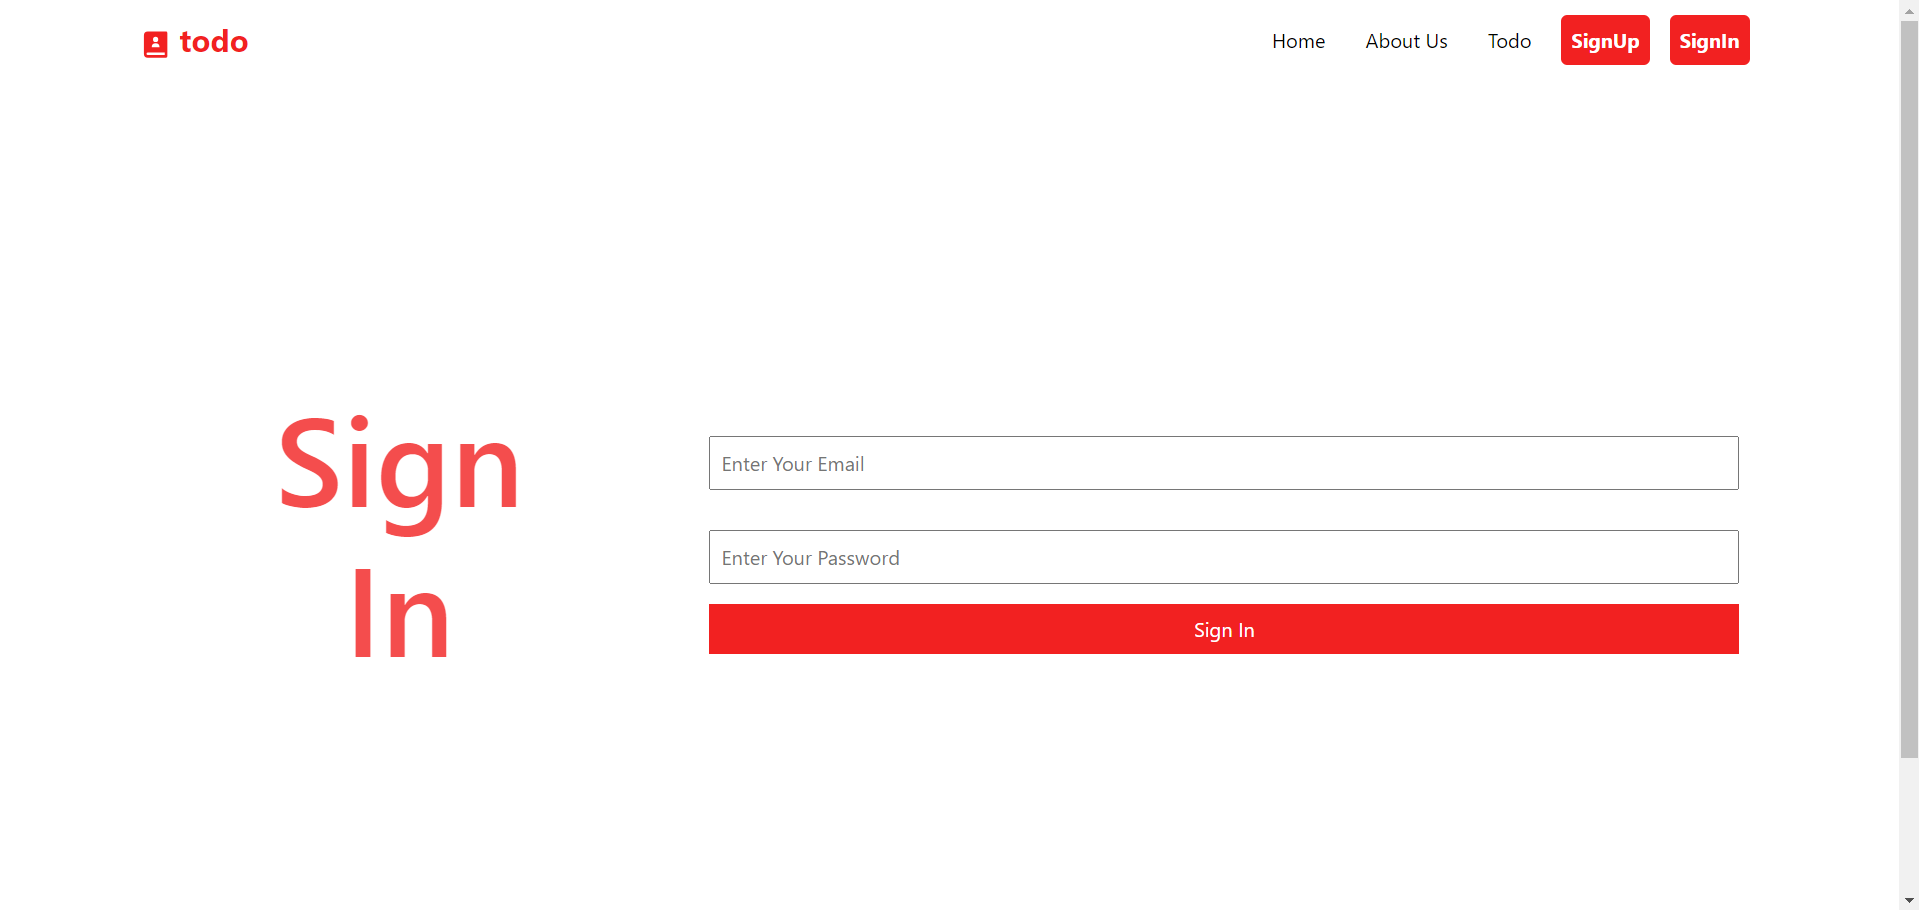 todo
Home
About Us
Todo
SignUp
SignIn
Sign
In
Enter Your Email
Enter Your Password
Sign In